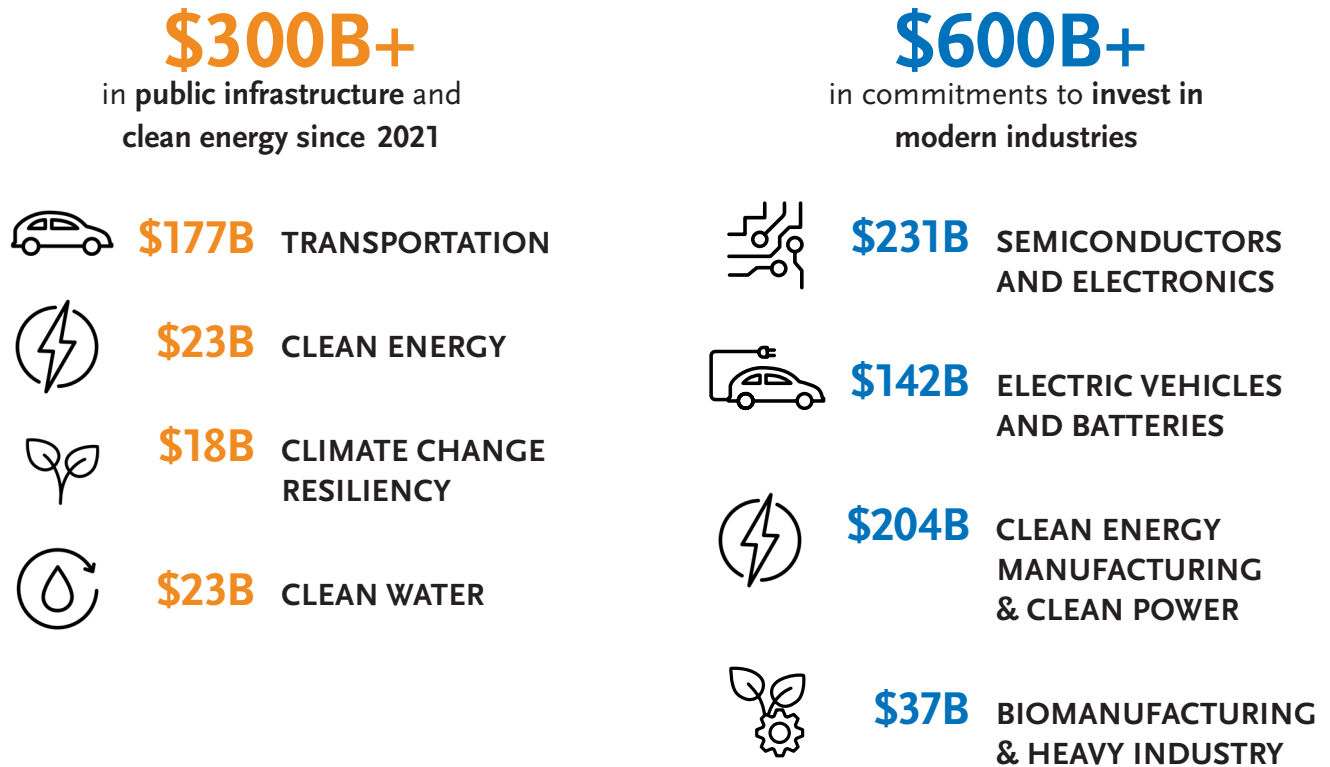 $300B+
in public infrastructure and
clean energy since 2021
$177B TRANSPORTATION
$23B CLEAN ENERGY
$18B CLIMATE CHANGE
RESILIENCY
$23B CLEAN WATER
$600B+
in commitments to invest in
modern industries
$231B SEMICONDUCTORS
AND ELECTRONICS
$142B ELECTRIC VEHICLES
AND BATTERIES
$204B CLEAN ENERGY
MANUFACTURING
& CLEAN POWER
$37B BIOMANUFACTURING
& HEAVY INDUSTRY